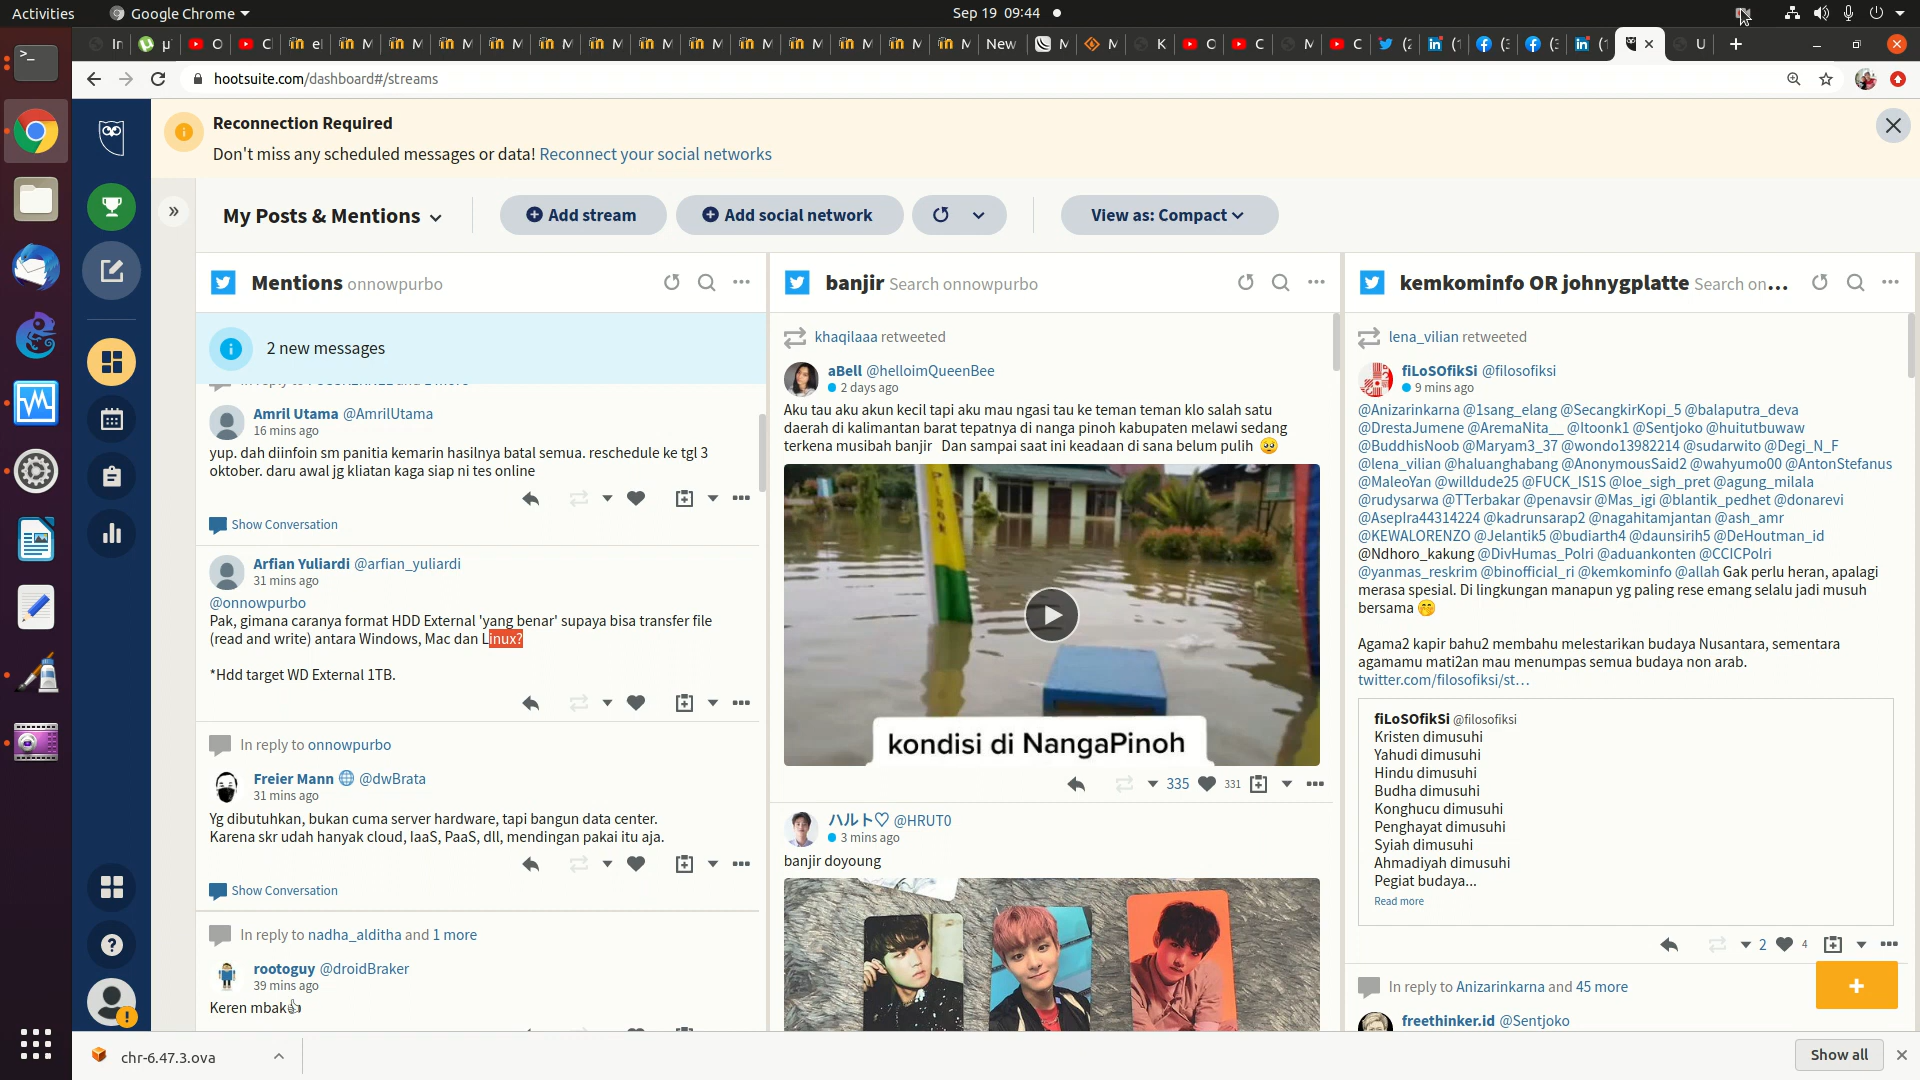 Activities
Google Chrome
Sep 19 09:44
New
hootsuite.com/dashboard#/streams
Reconnection Required
Don't miss any scheduled messages or data! Reconnect your social networks
My Posts & Mentions
Add stream
Add social network
View as: Compact
Mentions onnowpurbo
2 new messages
Amril Utama @AmrilUtama
16 mins ago
yup. dah diinfoin sm panitia kemarin hasilnya batal semua. reschedule ke tgl 3
oktober. daru awal jg kliatan kaga siap ni tes online
Show Conversation
Arfian Yuliardi @arfian_yuliardi
31 mins ago
@onnowpurbo
Pak, gimana caranya format HDD External 'yang benar' supaya bisa transfer file
(read and write) antara Windows, Mac dan Linux?
*Hdd target WD External 1TB.
In reply to onnowpurbo
Freier Mann 🌐 @dwBrata
31 mins ago
Yg dibutuhkan, bukan cuma server hardware, tapi bangun data center.
Karena skr udah hanyak cloud, IaaS, PaaS, dll, mendingan pakai itu aja.
Show Conversation
In reply to nadha_alditha and 1 more
rootoguy @droidBraker
39 mins ago
Keren mbak👍
banjir Search onnowpurbo
khaqilaaa retweeted
aBell @helloimQueenBee
2 days ago
Aku tau aku akun kecil tapi aku mau ngasi tau ke teman teman klo salah satu
daerah di kalimantan barat tepatnya di nanga pinoh kabupaten melawi sedang
terkena musibah banjir Dan sampai saat ini keadaan di sana belum pulih 🥺
kondisi di NangaPinoh
335
331
ハルト♡ @HRUT0
3 mins ago
banjir doyoung
kemkominfo OR johnygplatte Search on...
lena_vilian retweeted
fiLoSOfikSi @filosofiksi
9 mins ago
@Anizarinkarna @1sang_elang @SecangkirKopi_5 @balaputra_deva
@DrestaJumene @AremaNita__ @Itoonk1 @Sentjoko @huitutbuwaw
@BuddhisNoob @Maryam3_37 @wondo13982214 @sudarwito @Degi_N_F
@lena_vilian @haluanghabang @AnonymousSaid2 @wahyumo00 @AntonStefanus
@MaleoYan @willdude25 @FUCK_IS1S @loe_sigh_pret @agung_milala
@rudysarwa @TTerbakar @penavsir @Mas_igi @blantik_pedhet @donarevi
@AsepIra44314224 @kadrunsarap2 @nagahitamjantan @ash_amr
@KEWALORENZO @Jelantik5 @budiarth4 @daunsirih5 @DeHoutman_id
@Ndhoro_kakung @DivHumas_Polri @aduankonten @CCICPolri
@yanmas_reskrim @binofficial_ri @kemkominfo @allah Gak perlu heran, apalagi
merasa spesial. Di lingkungan manapun yg paling rese emang selalu jadi musuh
bersama 🤭
Agama2 kapir bahu2 membahu melestarikan budaya Nusantara, sementara
agamamu mati2an mau menumpas semua budaya non arab.
twitter.com/filosofiksi/st…
fiLoSOfikSi @filosofiksi
Kristen dimusuhi
Yahudi dimusuhi
Hindu dimusuhi
Budha dimusuhi
Konghucu dimusuhi
Penghayat dimusuhi
Syiah dimusuhi
Ahmadiyah dimusuhi
Pegiat budaya...
Read more
2
4
In reply to Anizarinkarna and 45 more
freethinker.id @Sentjoko
chr-6.47.3.ova
Show all